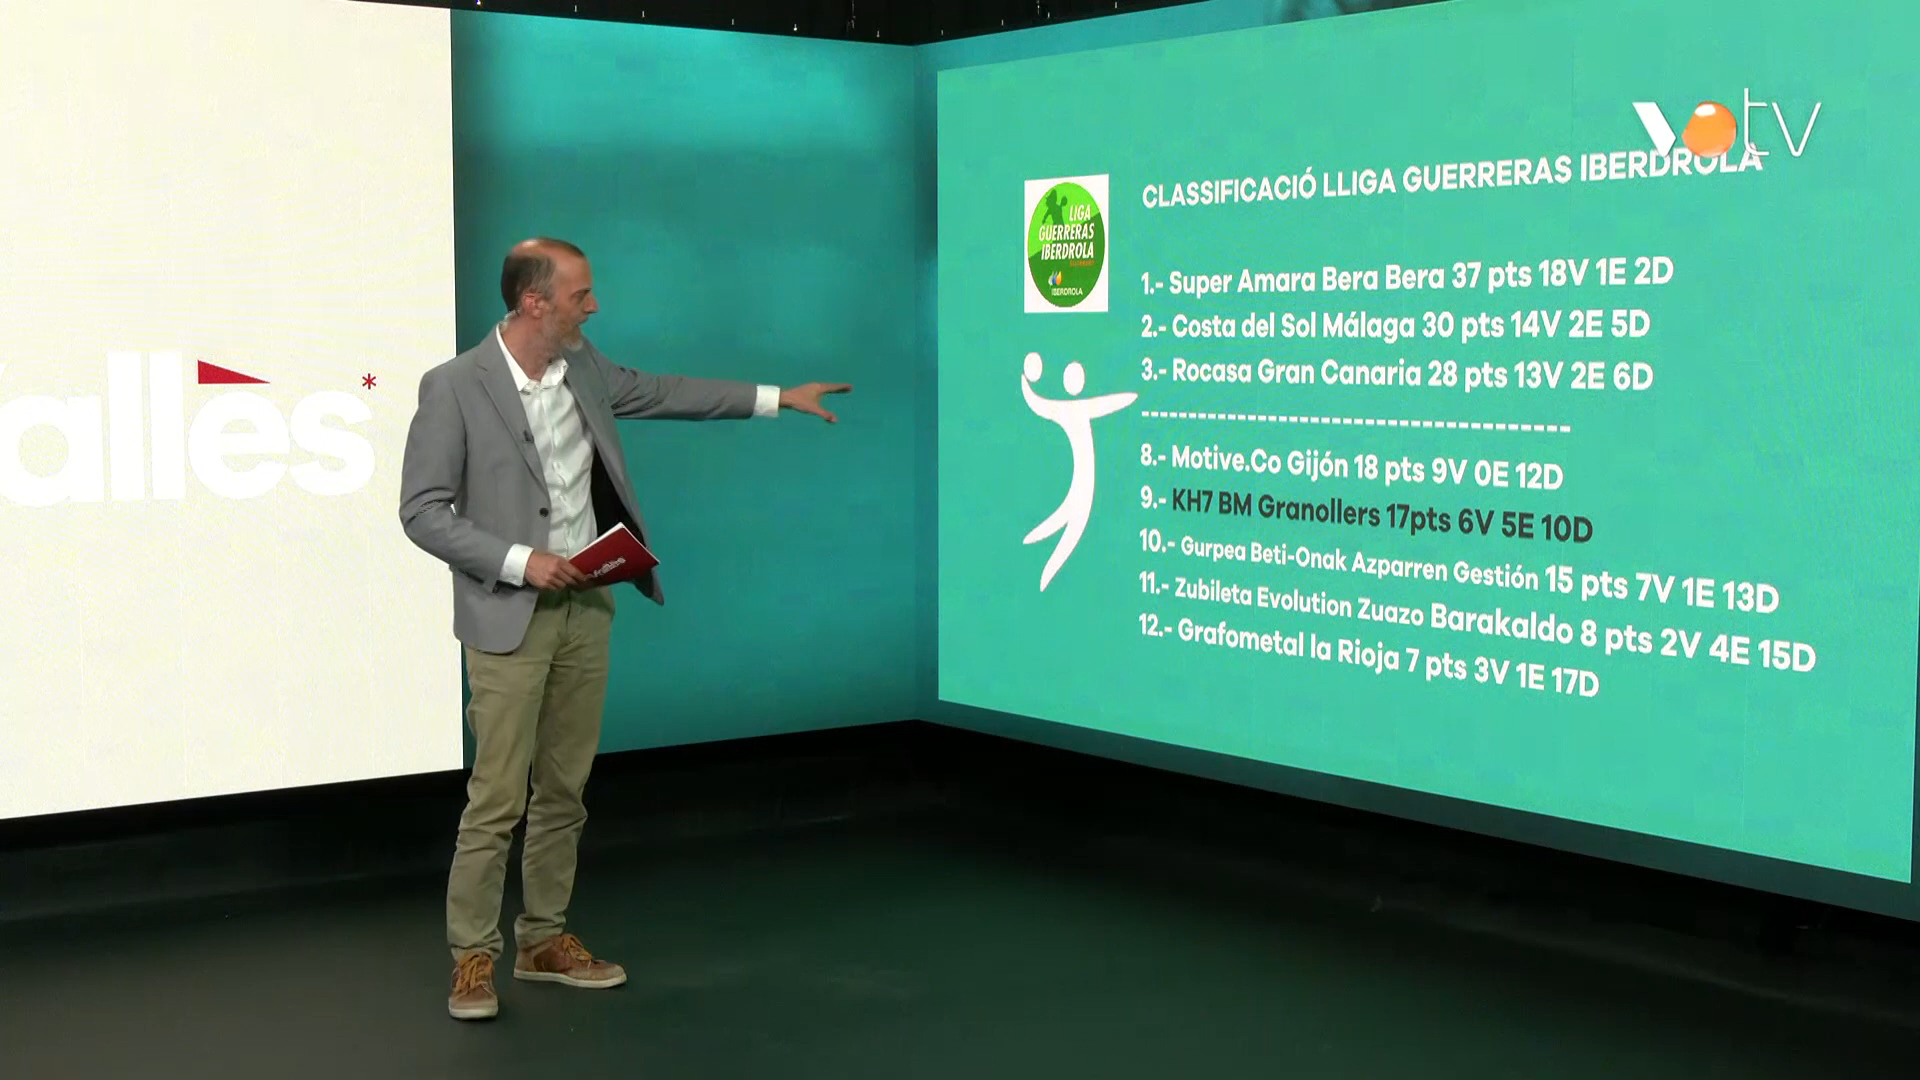 allès*
Vallès
votv
LIGA
GUERRERAS
IBERDROLA
IBERDROLA
CLASSIFICACIÓ LLIGA GUERRERAS IBERDROLA
1.- Super Amara Bera Bera 37 pts 18V 1E 2D
2.- Costa del Sol Málaga 30 pts 14V 2E 5D
3.- Rocasa Gran Canaria 28 pts 13V 2E 6D
------------------------------------
8.- Motive.Co Gijón 18 pts 9V 0E 12D
9.- KH7 BM Granollers 17pts 6V 5E 10D
10.- Gurpea Beti-Onak Azparren Gestión 15 pts 7V 1E 13D
11.- Zubileta Evolution Zuazo Barakaldo 8 pts 2V 4E 15D
12.- Grafometal la Rioja 7 pts 3V 1E 17D